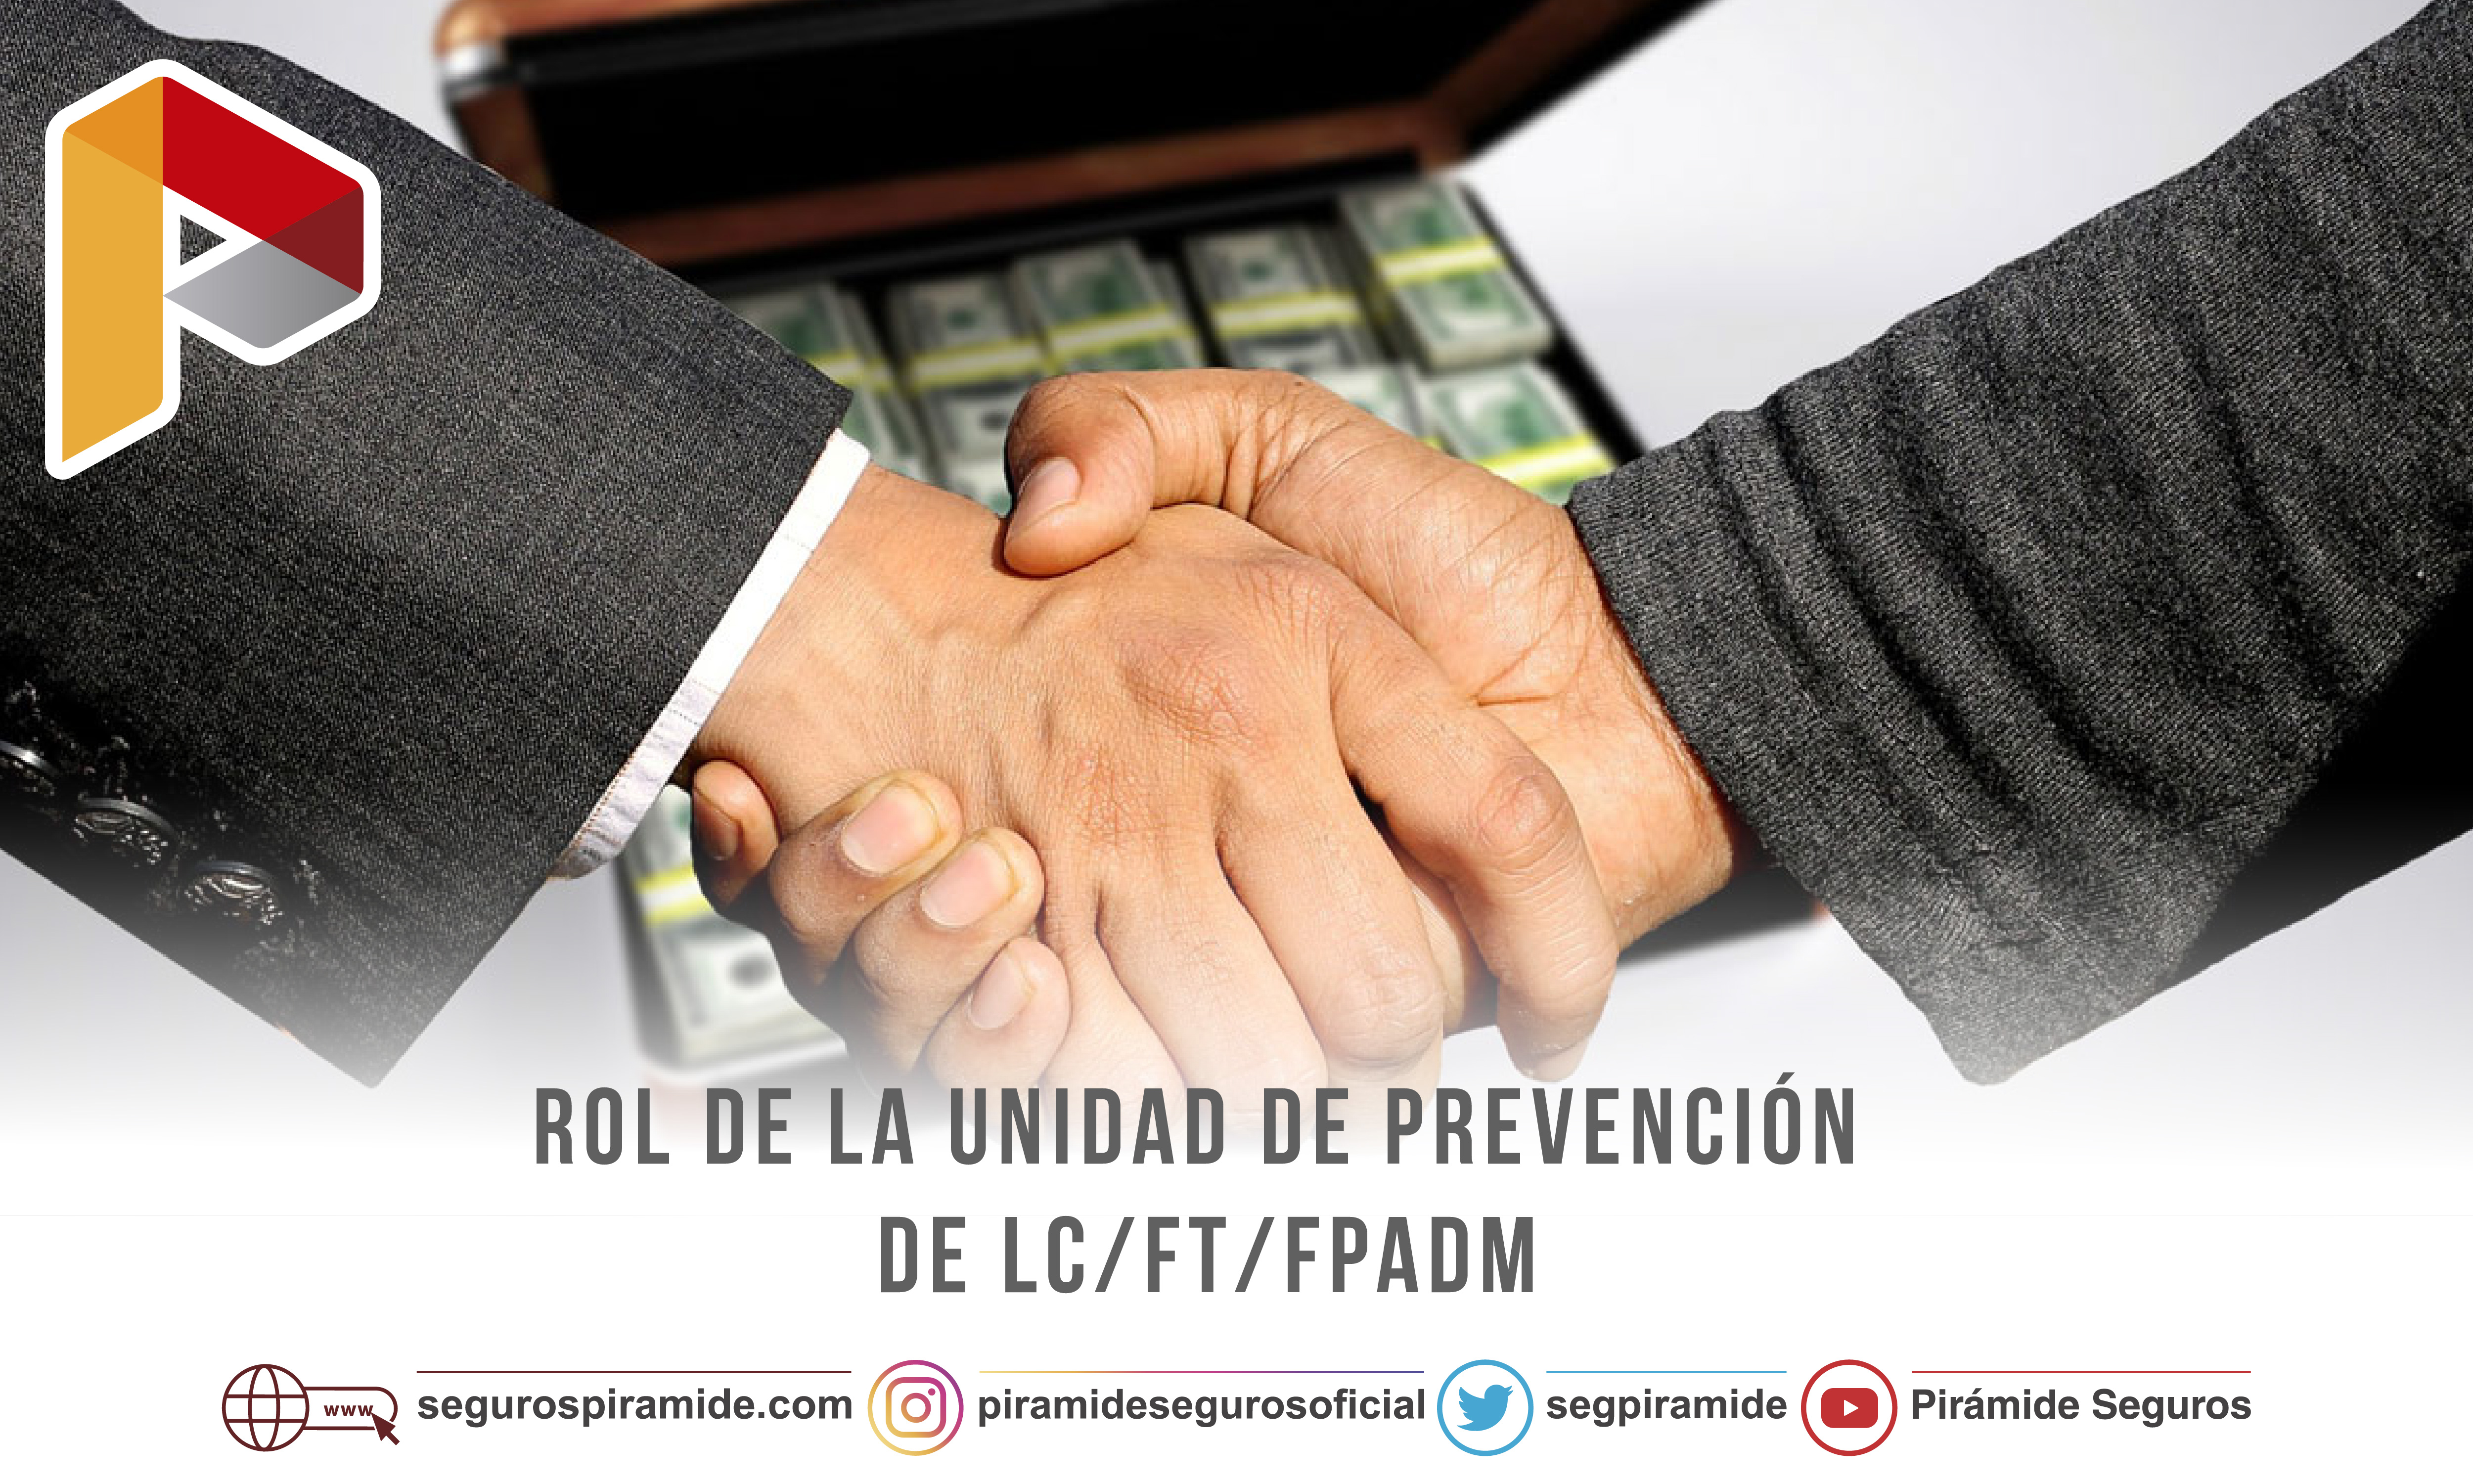 ROL DE LA UNIDAD DE PREVENCIÓN
DE LC/FT/FPADM
www segurospiramide.com piramidesegurosoficial segpiramide Pirámide Seguros